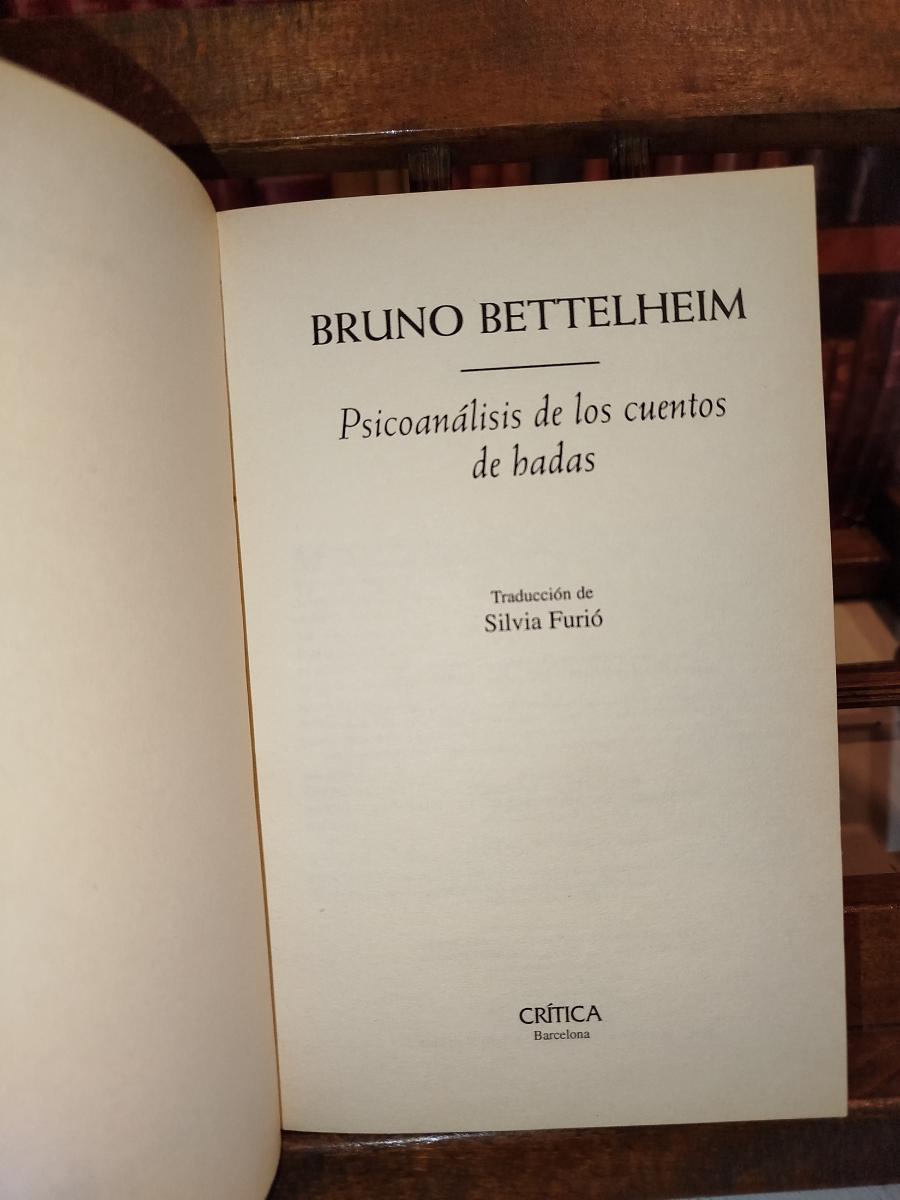 BRUNO BETTELHEIM
Psicoanálisis de los cuentos
de hadas
Traducción de
Silvia Furió
CRÍTICA
Barcelona